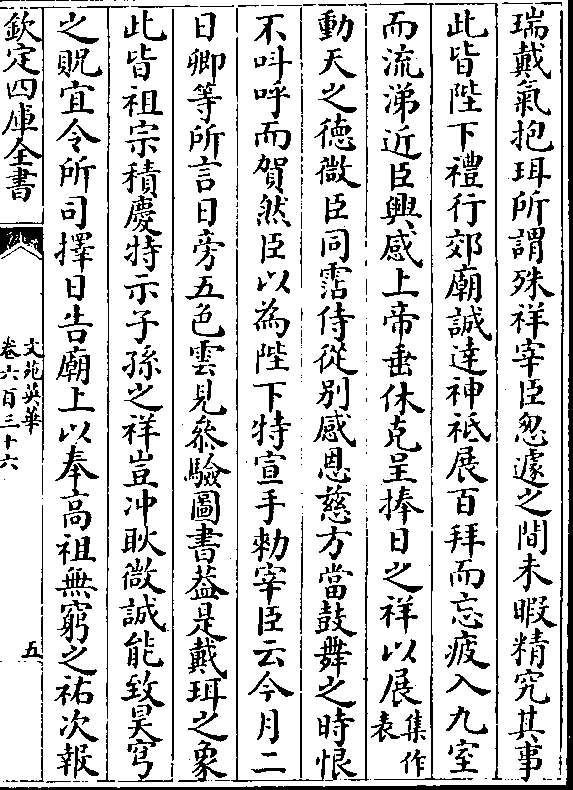 瑞戴氣抱珥所謂殊祥宰臣忽遽之間未暇精究其事
此皆陛下禮行郊廟誠達神祗展百拜而忘疲入九室
而流涕近臣興感上帝垂休克呈捧日之祥以展集作表
動天之德微臣同霑侍從別感恩慈方當鼓舞之時恨
不叫呼而賀然臣以為陛下特宣手勑宰臣云今月二
日卿等所言日旁五色雲見叅驗圖書葢是戴珥之象
此皆祖宗積慶特示子孫之祥豈冲耿微誠能致昊穹
之貺宜令所司擇日告廟上以奉高祖無窮之祐次報
欽定四庫全書
文苑英華
卷六百三十六
五